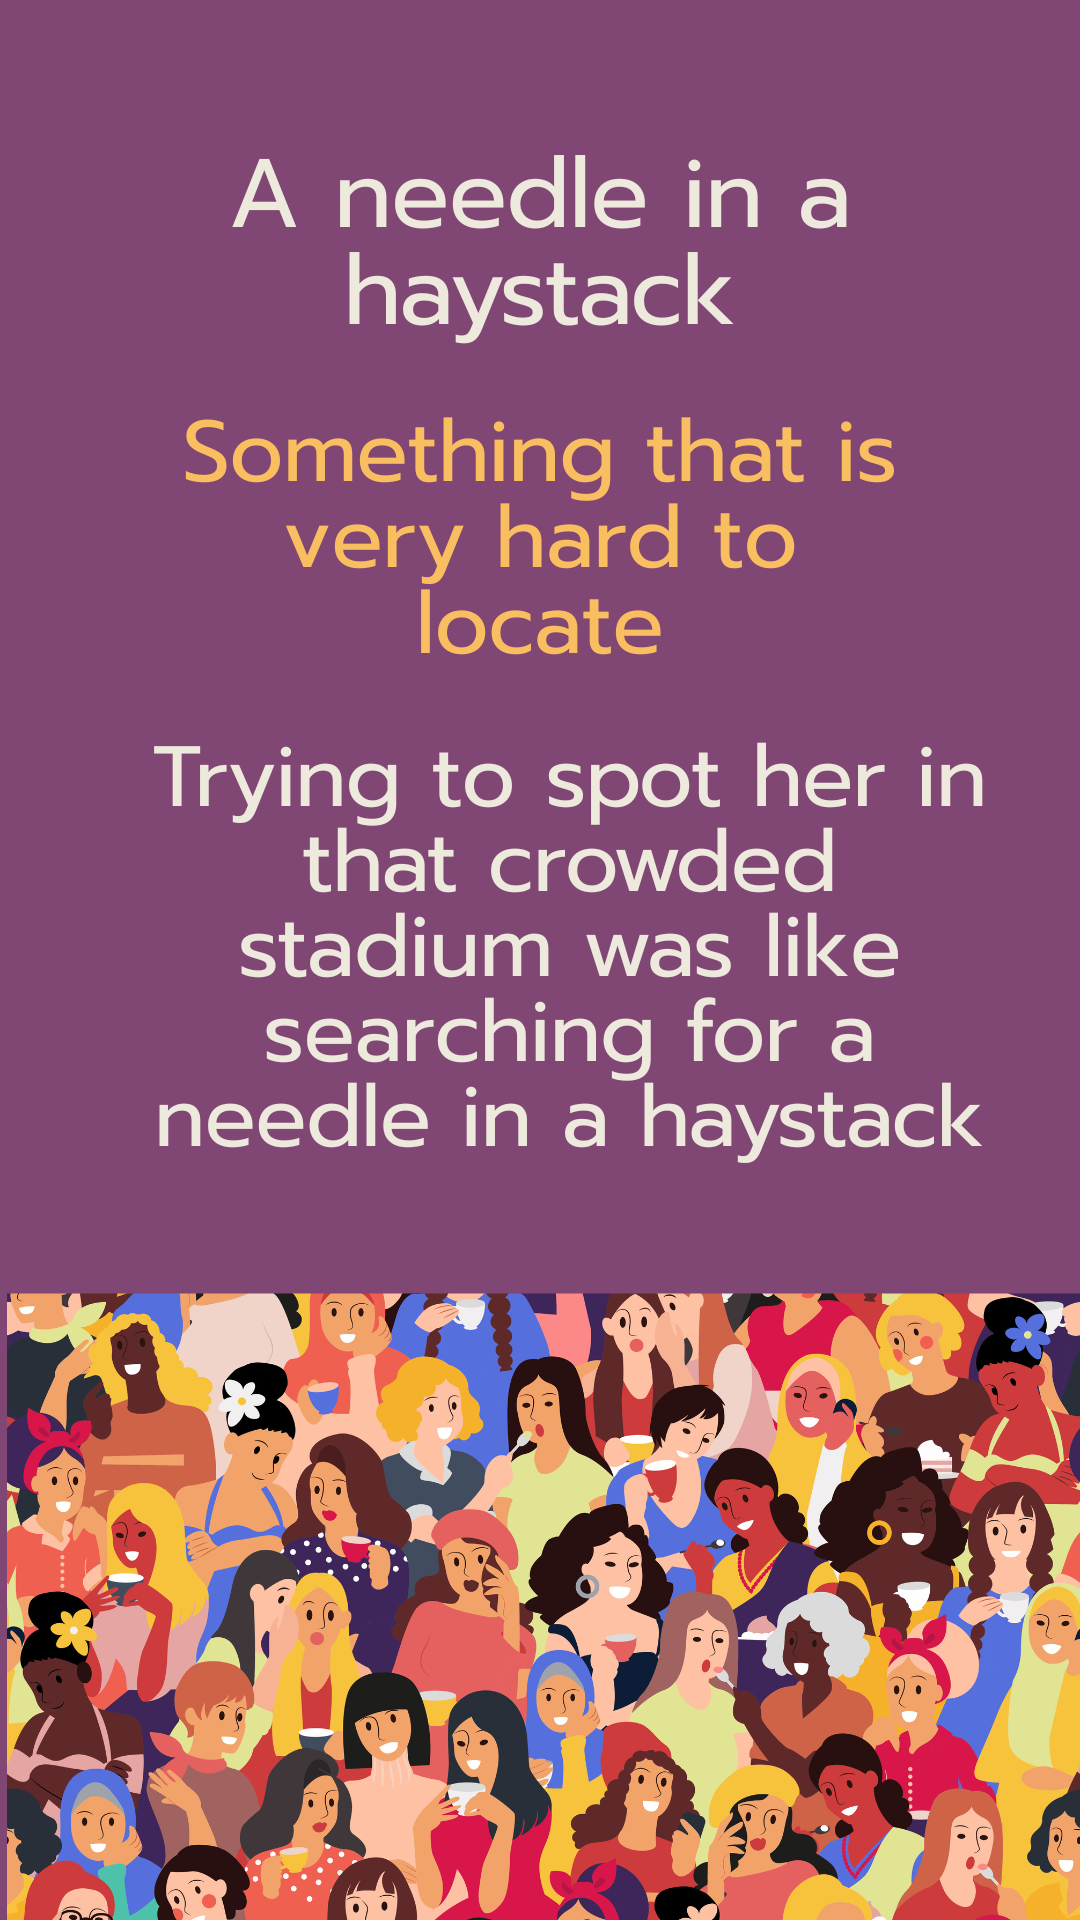 A needle in a
haystack
Something that is
very hard to
locate
Trying to spot her in
that crowded
stadium was like
searching for a
needle in a haystack